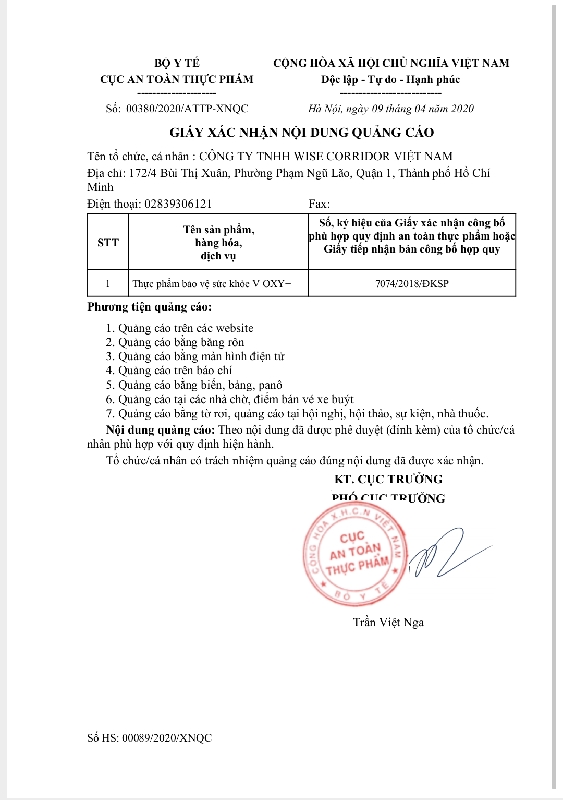 BỘ Y TẾ
CỤC AN TOÀN THỰC PHẨM
---------------------
CỘNG HÒA XÃ HỘI CHỦ NGHĨA VIỆT NAM
Độc lập - Tự do - Hạnh phúc
---------------------------
Số: 00380/2020/ATTP-XNQC
Hà Nội, ngày 09 tháng 04 năm 2020
GIẤY XÁC NHẬN NỘI DUNG QUẢNG CÁO
Tên tổ chức, cá nhân : CÔNG TY TNHH WISE CORRIDOR VIỆT NAM
Địa chỉ: 172/4 Bùi Thị Xuân, Phường Phạm Ngũ Lão, Quận 1, Thành phố Hồ Chí
Minh
Điện thoại: 02839306121 Fax:
STT
Tên sản phẩm,
hàng hóa,
dịch vụ
Số, ký hiệu của Giấy xác nhận công bố
phù hợp quy định an toàn thực phẩm hoặc
Giấy tiếp nhận bản công bố hợp quy
1 Thực phẩm bảo vệ sức khỏe V OXY+ 7074/2018/ĐKSP
Phương tiện quảng cáo:
1. Quảng cáo trên các website
2. Quảng cáo bằng băng rôn
3. Quảng cáo bằng màn hình điện tử
4. Quảng cáo trên báo chí
5. Quảng cáo bằng biển, bảng, panô
6. Quảng cáo tại các nhà chờ, điểm bán vé xe buýt
7. Quảng cáo bằng tờ rơi, quảng cáo tại hội nghị, hội thảo, sự kiện, nhà thuốc.
Nội dung quảng cáo: Theo nội dung đã được phê duyệt (đính kèm) của tổ chức/cá
nhân phù hợp với quy định hiện hành.
Tổ chức/cá nhân có trách nhiệm quảng cáo đúng nội dung đã được xác nhận.
KT. CỤC TRƯỞNG
PHÓ CỤC TRƯỞNG
CỘNG HÒA X.H.C.N VIỆT NAM
CỤC
AN TOÀN
THỰC PHẨM
BỘ Y TẾ
Trần Việt Nga
Số HS: 00089/2020/XNQC